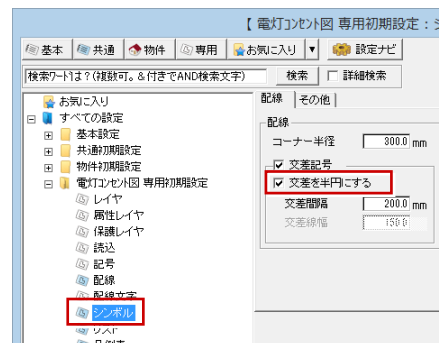 【 電灯コンセント図 専用初期設定：シ
基本 共通 物件 専用 お気に入り ▼ 設定ナビ
検索ワードは？(複数可。&付きでAND検索文字) 検索 詳細検索
お気に入り
すべての設定
基本設定
共通初期設定
物件初期設定
電灯コンセント図 専用初期設定
レイヤ
属性レイヤ
保護レイヤ
読込
記号
配線
配線文字
シンボル
リスト
凡例表
配線 その他
配線
コーナー半径 300.0 mm
交差記号
交差を半円にする
交差間隔 200.0 mm
交差線幅 150.0